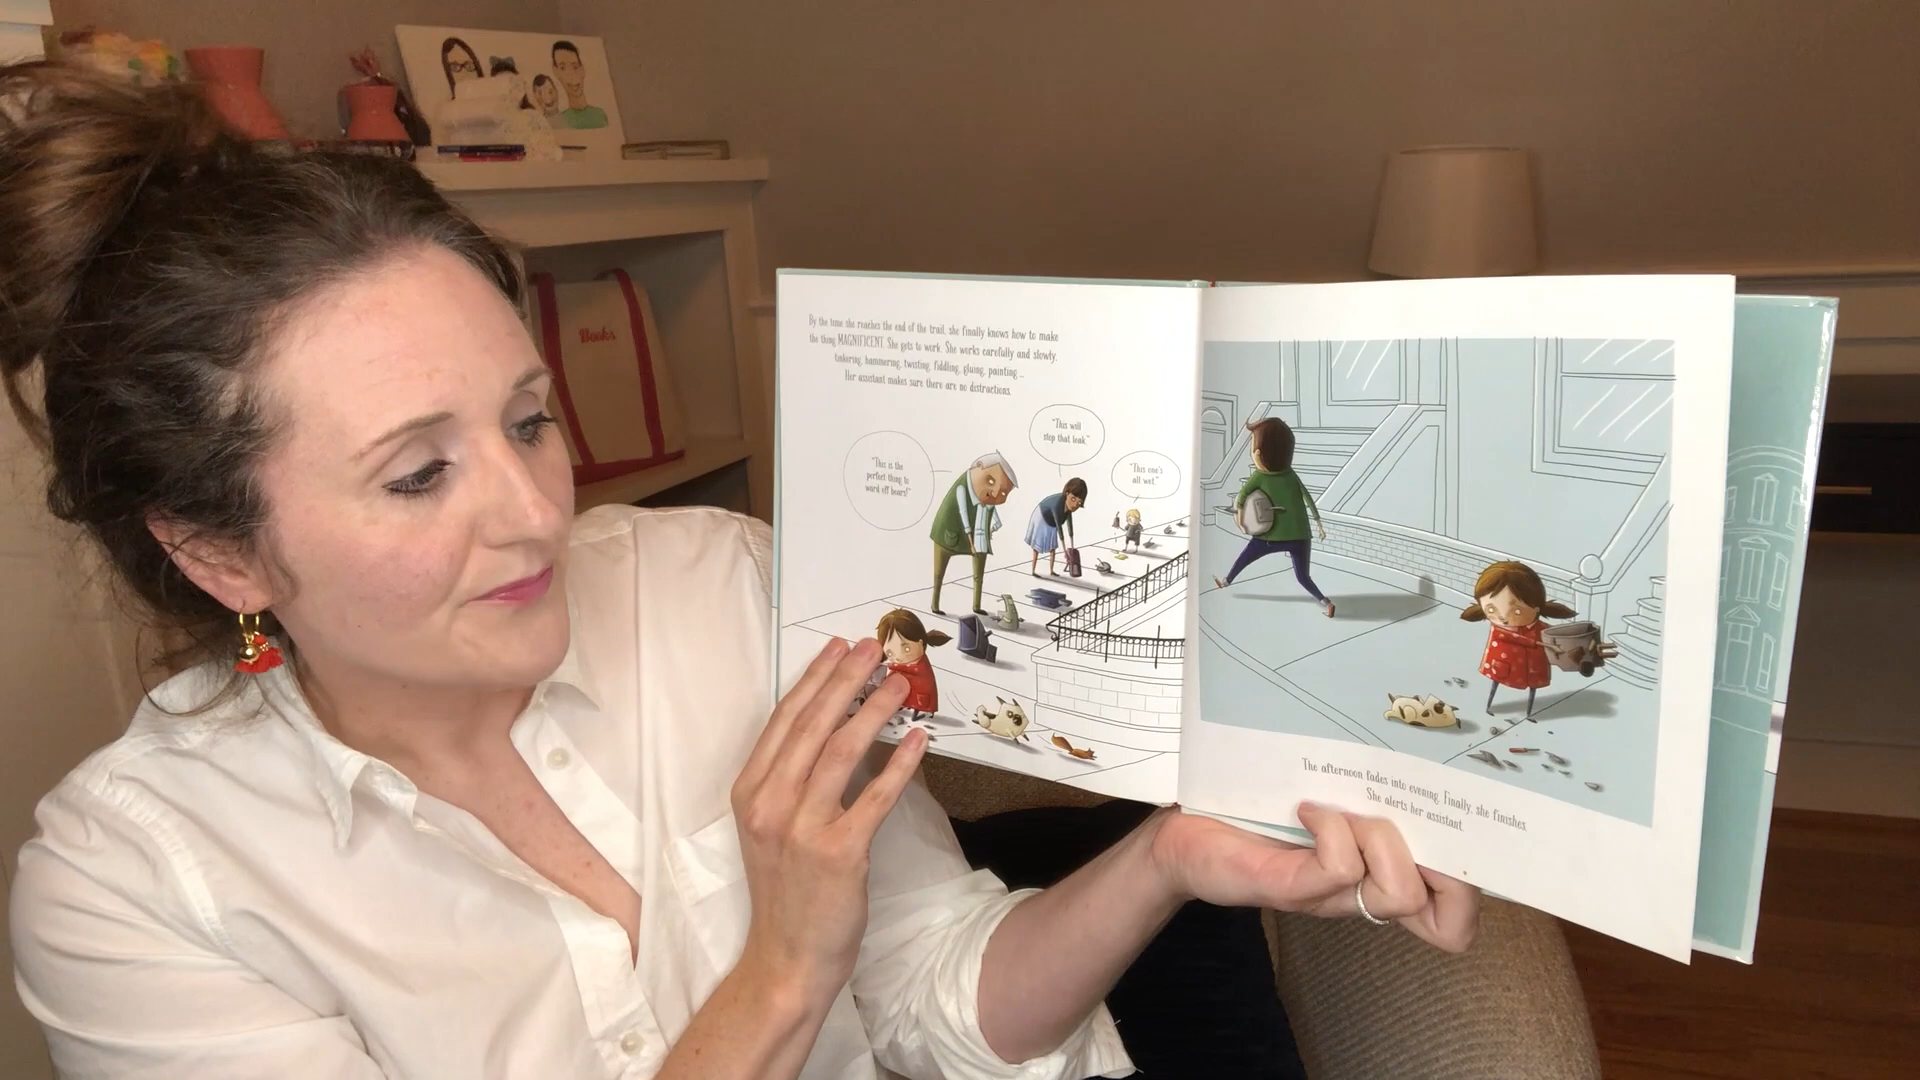 Books
By the time she reaches the end of the trail, she finally knows how to make
the thing MAGNIFICENT. She gets to work. She works carefully and slowly,
tinkering, hammering, twisting, fiddling, gluing, painting –
Her assistant makes sure there are no distractions.
"This is the
perfect thing to
ward off bears!"
"This will
stop that leak."
"This one's
all wet."
The afternoon fades into evening. Finally, she finishes.
She alerts her assistant.